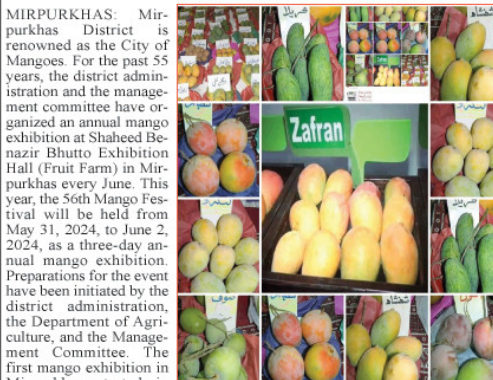 MIRPURKHAS: Mir-
purkhas District is
renowned as the City of
Mangoes. For the past 55
years, the district admin-
istration and the manage-
ment committee have or-
ganized an annual mango
exhibition at Shaheed Be-
nazir Bhutto Exhibition
Hall (Fruit Farm) in Mir-
purkhas every June. This
year, the 56th Mango Fes-
tival will be held from
May 31, 2024, to June 2,
2024, as a three-day an-
nual mango exhibition.
Preparations for the event
have been initiated by the
district administration,
the Department of Agri-
culture, and the Manage-
ment Committee. The
first mango exhibition in
Zafran